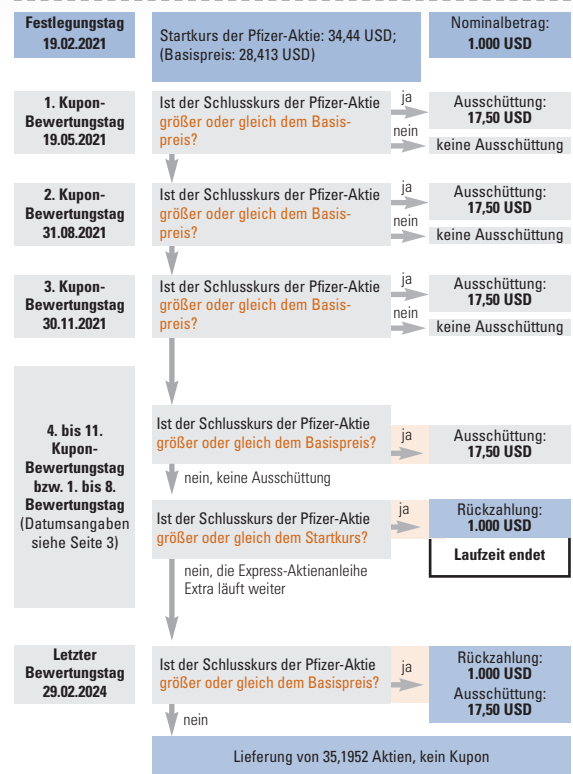 Festlegungstag
19.02.2021
Startkurs der Pfizer-Aktie: 34,44 USD;
(Basispreis: 28,413 USD)
Nominalbetrag:
1.000 USD
1. Kupon-
Bewertungstag
19.05.2021
Ist der Schlusskurs der Pfizer-Aktie
größer oder gleich dem Basis-
preis?
ja
Ausschüttung:
17,50 USD
nein
keine Ausschüttung
2. Kupon-
Bewertungstag
31.08.2021
Ist der Schlusskurs der Pfizer-Aktie
größer oder gleich dem Basis-
preis?
ja
Ausschüttung:
17,50 USD
nein
keine Ausschüttung
3. Kupon-
Bewertungstag
30.11.2021
Ist der Schlusskurs der Pfizer-Aktie
größer oder gleich dem Basis-
preis?
ja
Ausschüttung:
17,50 USD
nein
keine Ausschüttung
4. bis 11.
Kupon-
Bewertungstag
bzw. 1. bis 8.
Bewertungstag
(Datumsangaben
siehe Seite 3)
Ist der Schlusskurs der Pfizer-Aktie
größer oder gleich dem Basispreis?
ja
Ausschüttung:
17,50 USD
nein, keine Ausschüttung
Ist der Schlusskurs der Pfizer-Aktie
größer oder gleich dem Startkurs?
ja
Rückzahlung:
1.000 USD
Laufzeit endet
nein, die Express-Aktienanleihe
Extra läuft weiter
Letzter
Bewertungstag
29.02.2024
Ist der Schlusskurs der Pfizer-Aktie
größer oder gleich dem Basispreis?
ja
Rückzahlung:
1.000 USD
Ausschüttung:
17,50 USD
nein
Lieferung von 35,1952 Aktien, kein Kupon